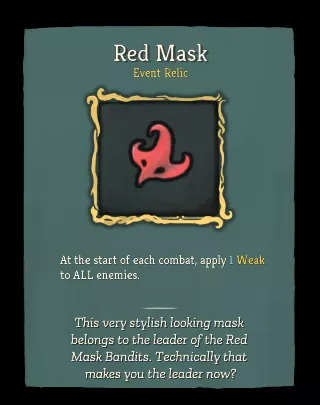 Red Mask
Event Relic
At the start of each combat, apply 1 Weak
to ALL enemies.
This very stylish looking mask
belongs to the leader of the Red
Mask Bandits. Technically that
makes you the leader now?